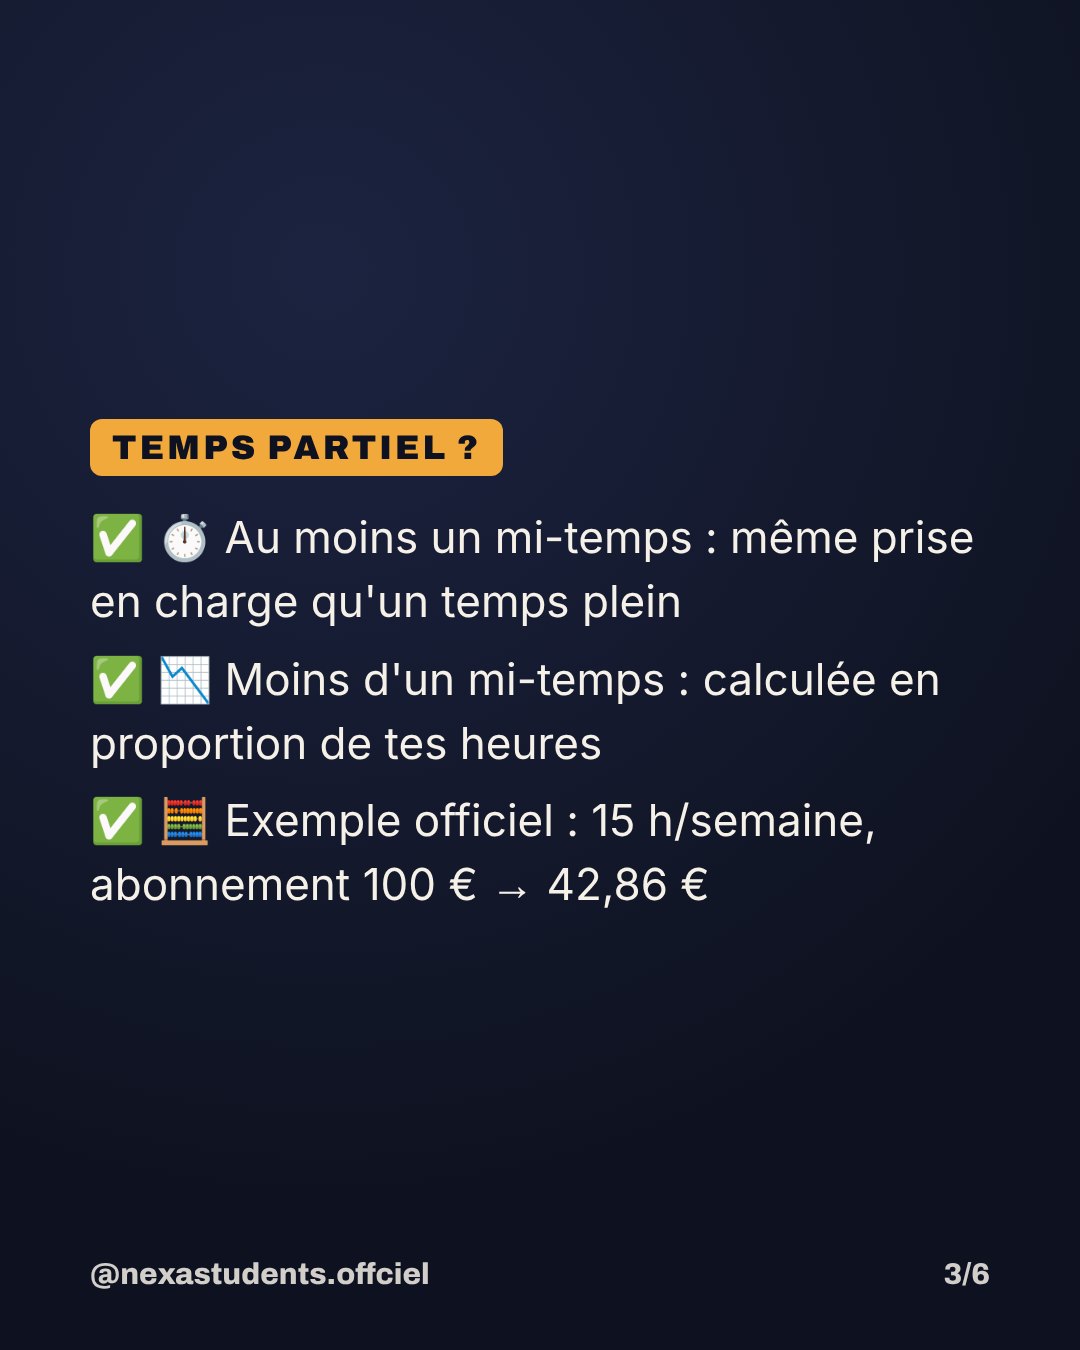 TEMPS PARTIEL ?
✅ ⏱️ Au moins un mi-temps : même prise
en charge qu'un temps plein
✅ 📉 Moins d'un mi-temps : calculée en
proportion de tes heures
✅ 🧮 Exemple officiel : 15 h/semaine,
abonnement 100 € → 42,86 €
@nexastudents.offciel
3/6